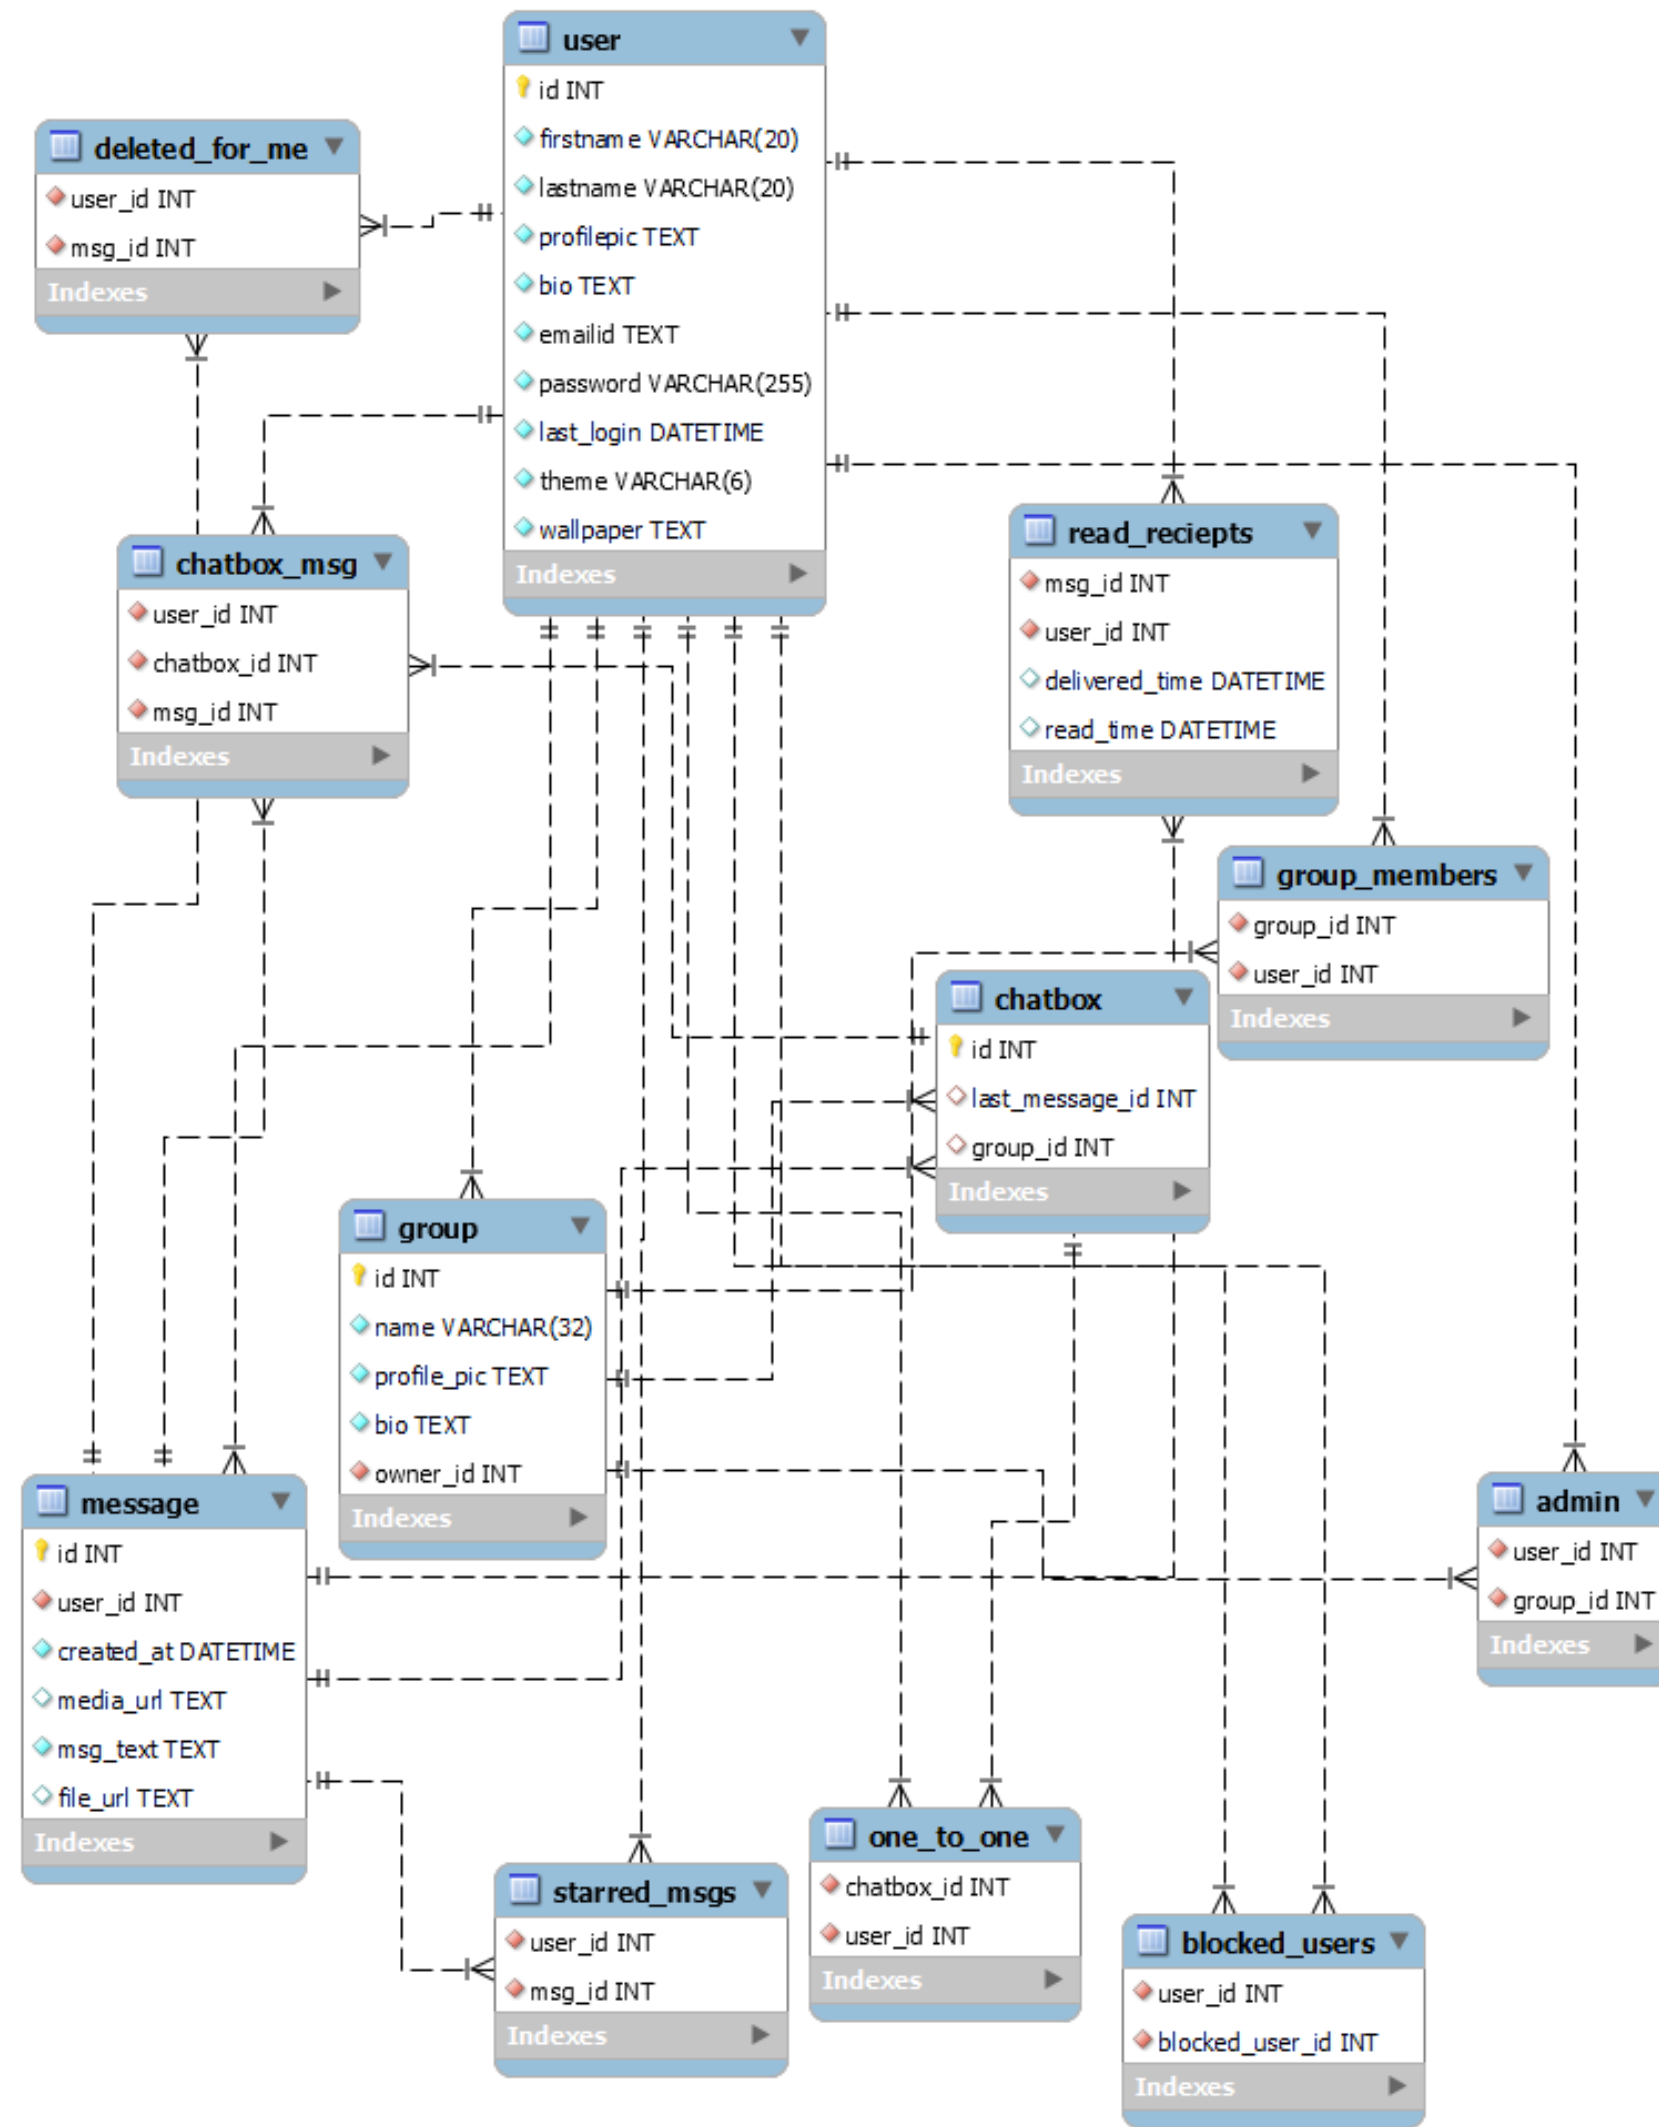 user
id INT
firstname VARCHAR(20)
lastname VARCHAR(20)
profilepic TEXT
bio TEXT
emailid TEXT
password VARCHAR(255)
last_login DATETIME
theme VARCHAR(6)
wallpaper TEXT
Indexes
deleted_for_me
user_id INT
msg_id INT
Indexes
chatbox_msg
user_id INT
chatbox_id INT
msg_id INT
Indexes
read_reciepts
msg_id INT
user_id INT
delivered_time DATETIME
read_time DATETIME
Indexes
group_members
group_id INT
user_id INT
Indexes
chatbox
id INT
last_message_id INT
group_id INT
Indexes
group
id INT
name VARCHAR(32)
profile_pic TEXT
bio TEXT
owner_id INT
Indexes
message
id INT
user_id INT
created_at DATETIME
media_url TEXT
msg_text TEXT
file_url TEXT
Indexes
admin
user_id INT
group_id INT
Indexes
starred_msgs
user_id INT
msg_id INT
Indexes
one_to_one
chatbox_id INT
user_id INT
Indexes
blocked_users
user_id INT
blocked_user_id INT
Indexes